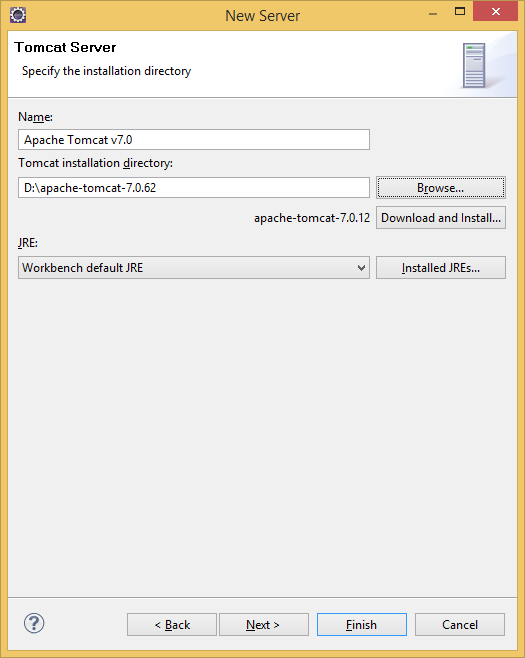 New Server
Tomcat Server
Specify the installation directory
Name:
Apache Tomcat v7.0
Tomcat installation directory:
D:\apache-tomcat-7.0.62
Browse...
apache-tomcat-7.0.12 Download and Install...
JRE:
Workbench default JRE
Installed JREs...
? < Back Next > Finish Cancel